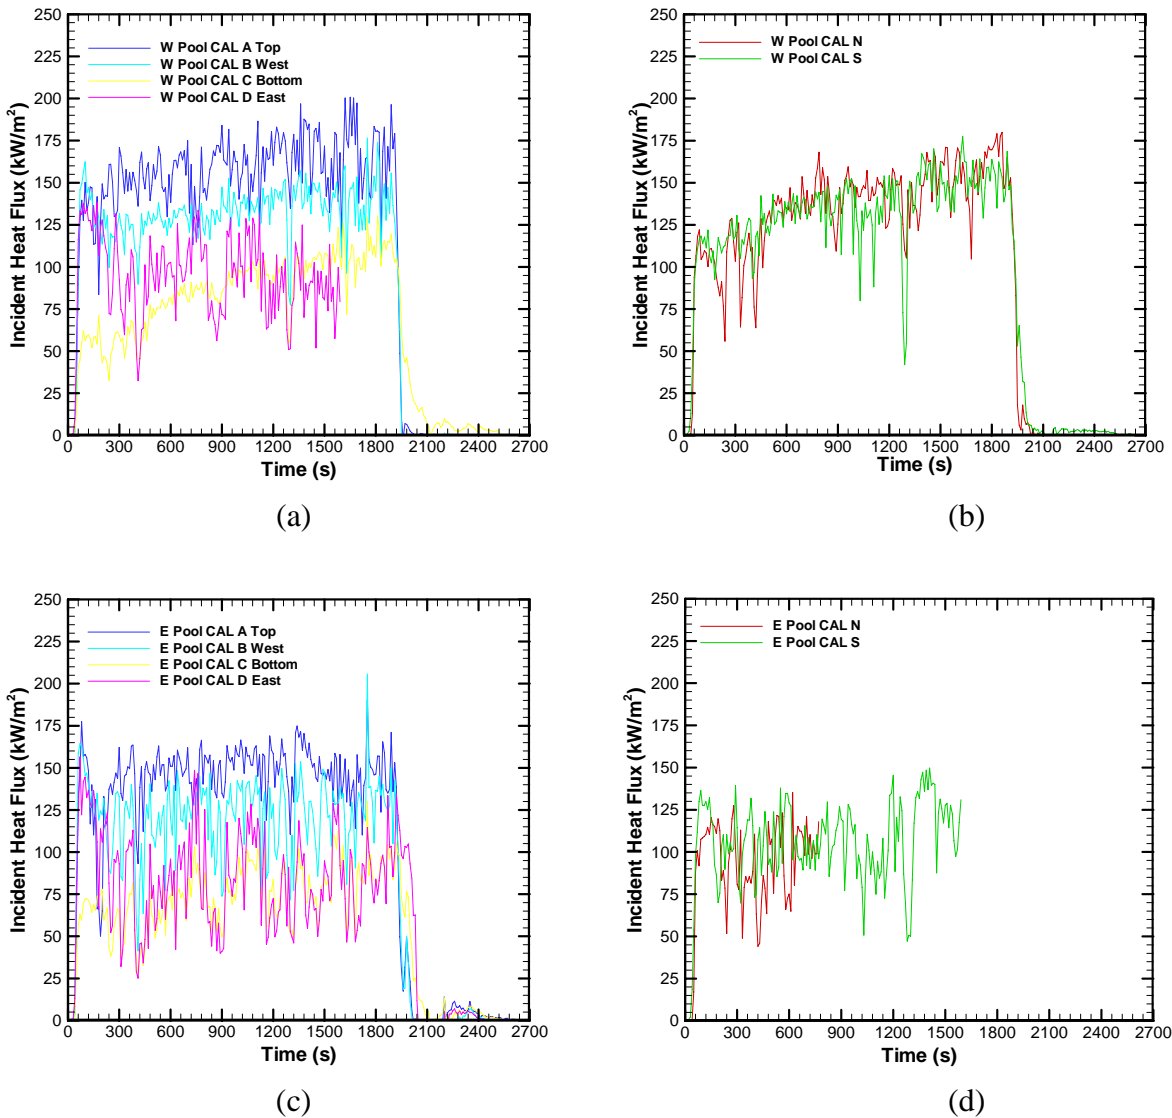 250
225
200
175
150
125
100
75
50
25
0
Incident Heat Flux (kW/m²)
W Pool CAL A Top
W Pool CAL B West
W Pool CAL C Bottom
W Pool CAL D East
0 300 600 900 1200 1500 1800 2100 2400 2700
Time (s)
(a)
250
225
200
175
150
125
100
75
50
25
0
Incident Heat Flux (kW/m²)
W Pool CAL N
W Pool CAL S
0 300 600 900 1200 1500 1800 2100 2400 2700
Time (s)
(b)
250
225
200
175
150
125
100
75
50
25
0
Incident Heat Flux (kW/m²)
E Pool CAL A Top
E Pool CAL B West
E Pool CAL C Bottom
E Pool CAL D East
0 300 600 900 1200 1500 1800 2100 2400 2700
Time (s)
(c)
250
225
200
175
150
125
100
75
50
25
0
Incident Heat Flux (kW/m²)
E Pool CAL N
E Pool CAL S
0 300 600 900 1200 1500 1800 2100 2400 2700
Time (s)
(d)